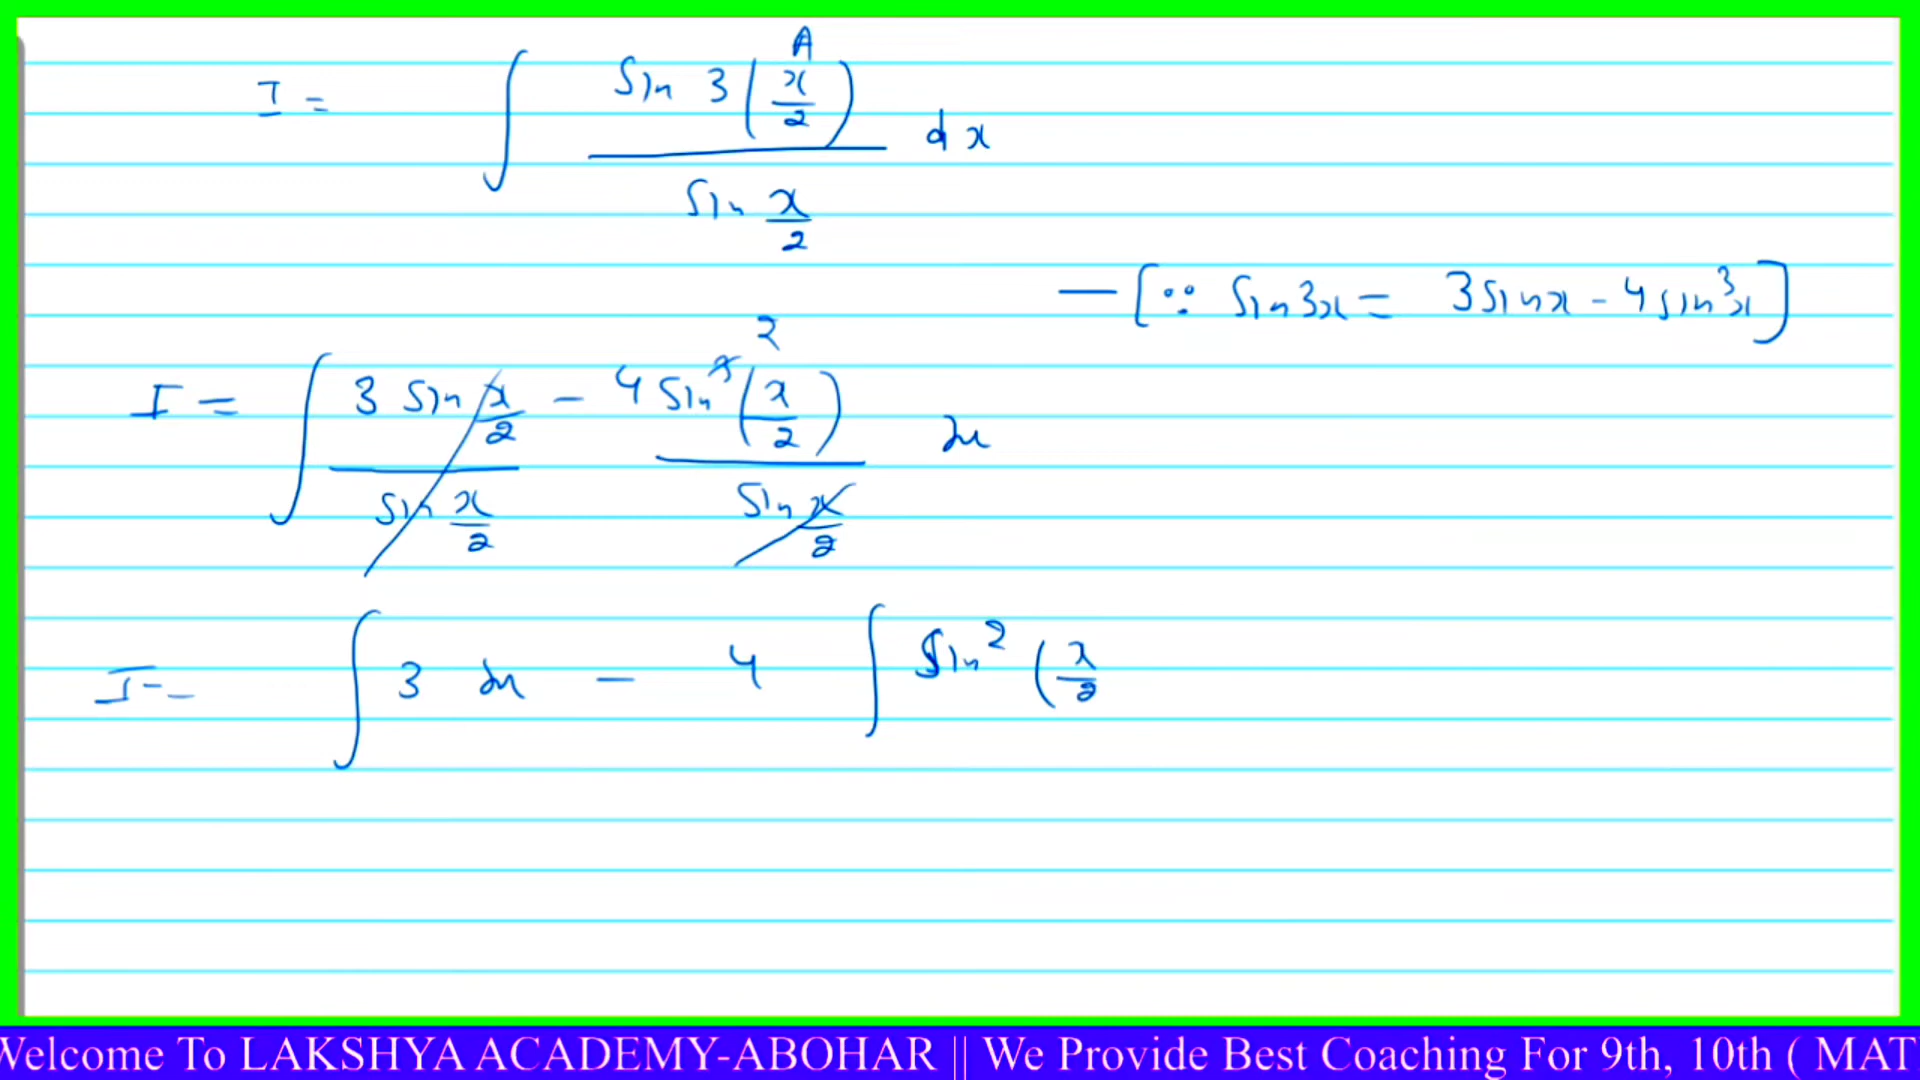 I = ∫ sin 3(x/2) / sin x/2 dx
A
— [∵ sin3x = 3sinx - 4sin³x]
I = ∫ 3 sin x/2 / sin x/2 - 4 sin³(x/2) / sin x/2 dx
2
I = ∫ 3 dx - 4 ∫ sin² (x/2
Welcome To LAKSHYA ACADEMY-ABOHAR || We Provide Best Coaching For 9th, 10th ( MAT